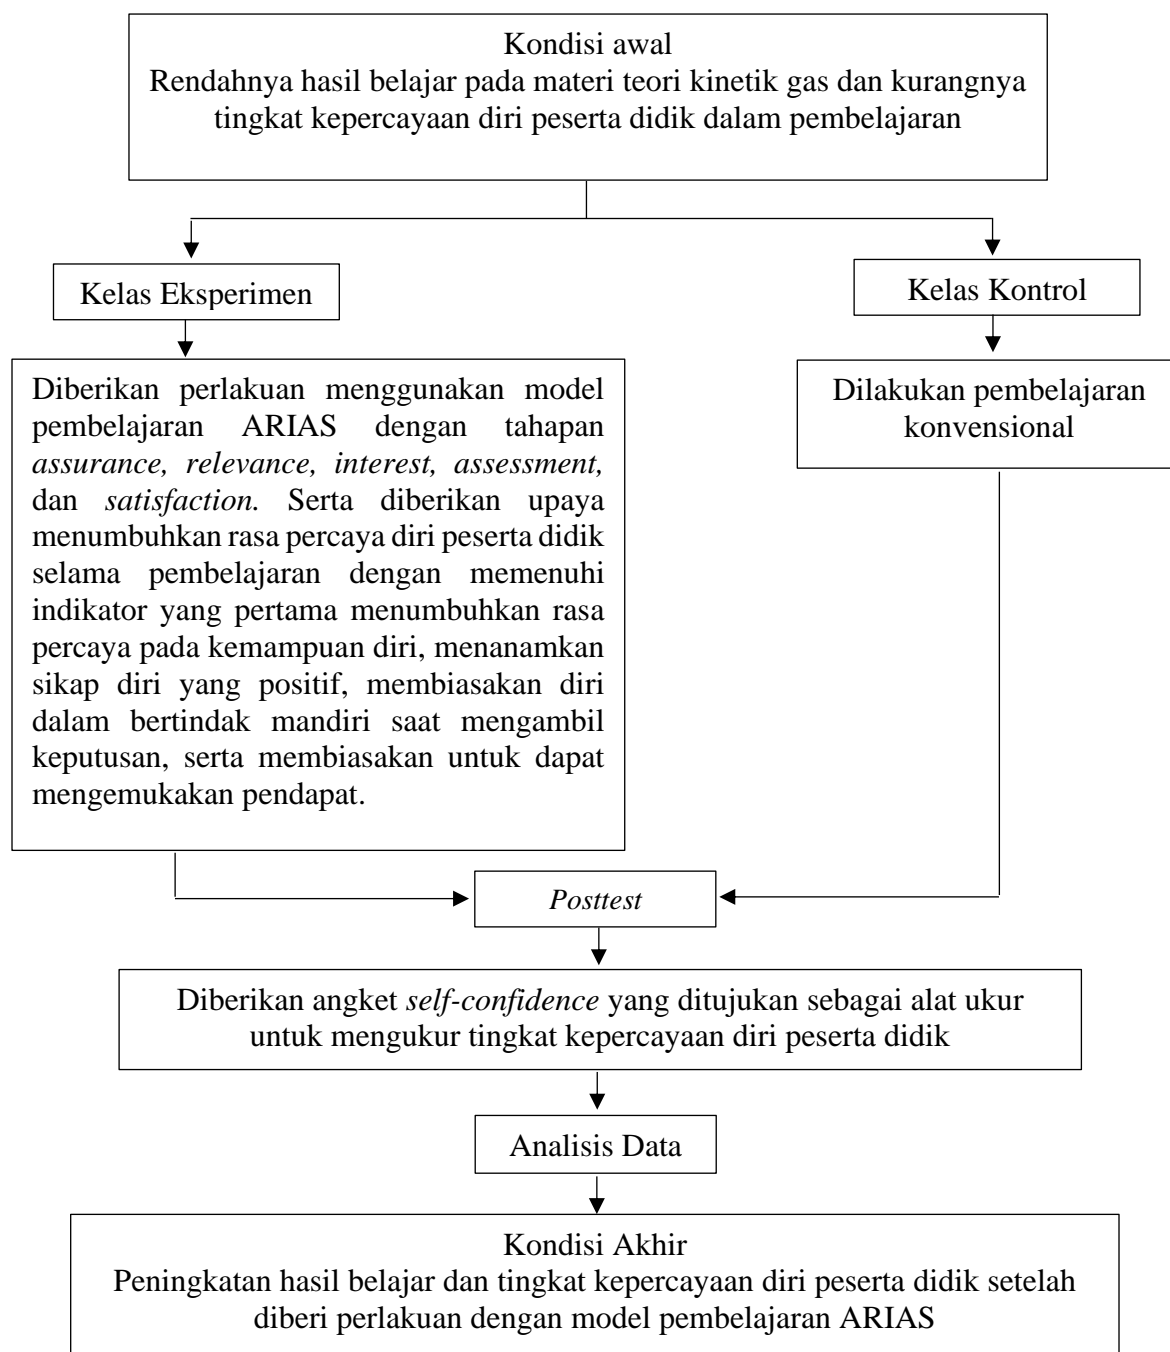 Kondisi awal
Rendahnya hasil belajar pada materi teori kinetik gas dan kurangnya
tingkat kepercayaan diri peserta didik dalam pembelajaran
Kelas Eksperimen
Kelas Kontrol
Diberikan perlakuan menggunakan model
pembelajaran ARIAS dengan tahapan
assurance, relevance, interest, assessment,
dan satisfaction. Serta diberikan upaya
menumbuhkan rasa percaya diri peserta didik
selama pembelajaran dengan memenuhi
indikator yang pertama menumbuhkan rasa
percaya pada kemampuan diri, menanamkan
sikap diri yang positif, membiasakan diri
dalam bertindak mandiri saat mengambil
keputusan, serta membiasakan untuk dapat
mengemukakan pendapat.
Dilakukan pembelajaran
konvensional
Posttest
Diberikan angket self-confidence yang ditujukan sebagai alat ukur
untuk mengukur tingkat kepercayaan diri peserta didik
Analisis Data
Kondisi Akhir
Peningkatan hasil belajar dan tingkat kepercayaan diri peserta didik setelah
diberi perlakuan dengan model pembelajaran ARIAS